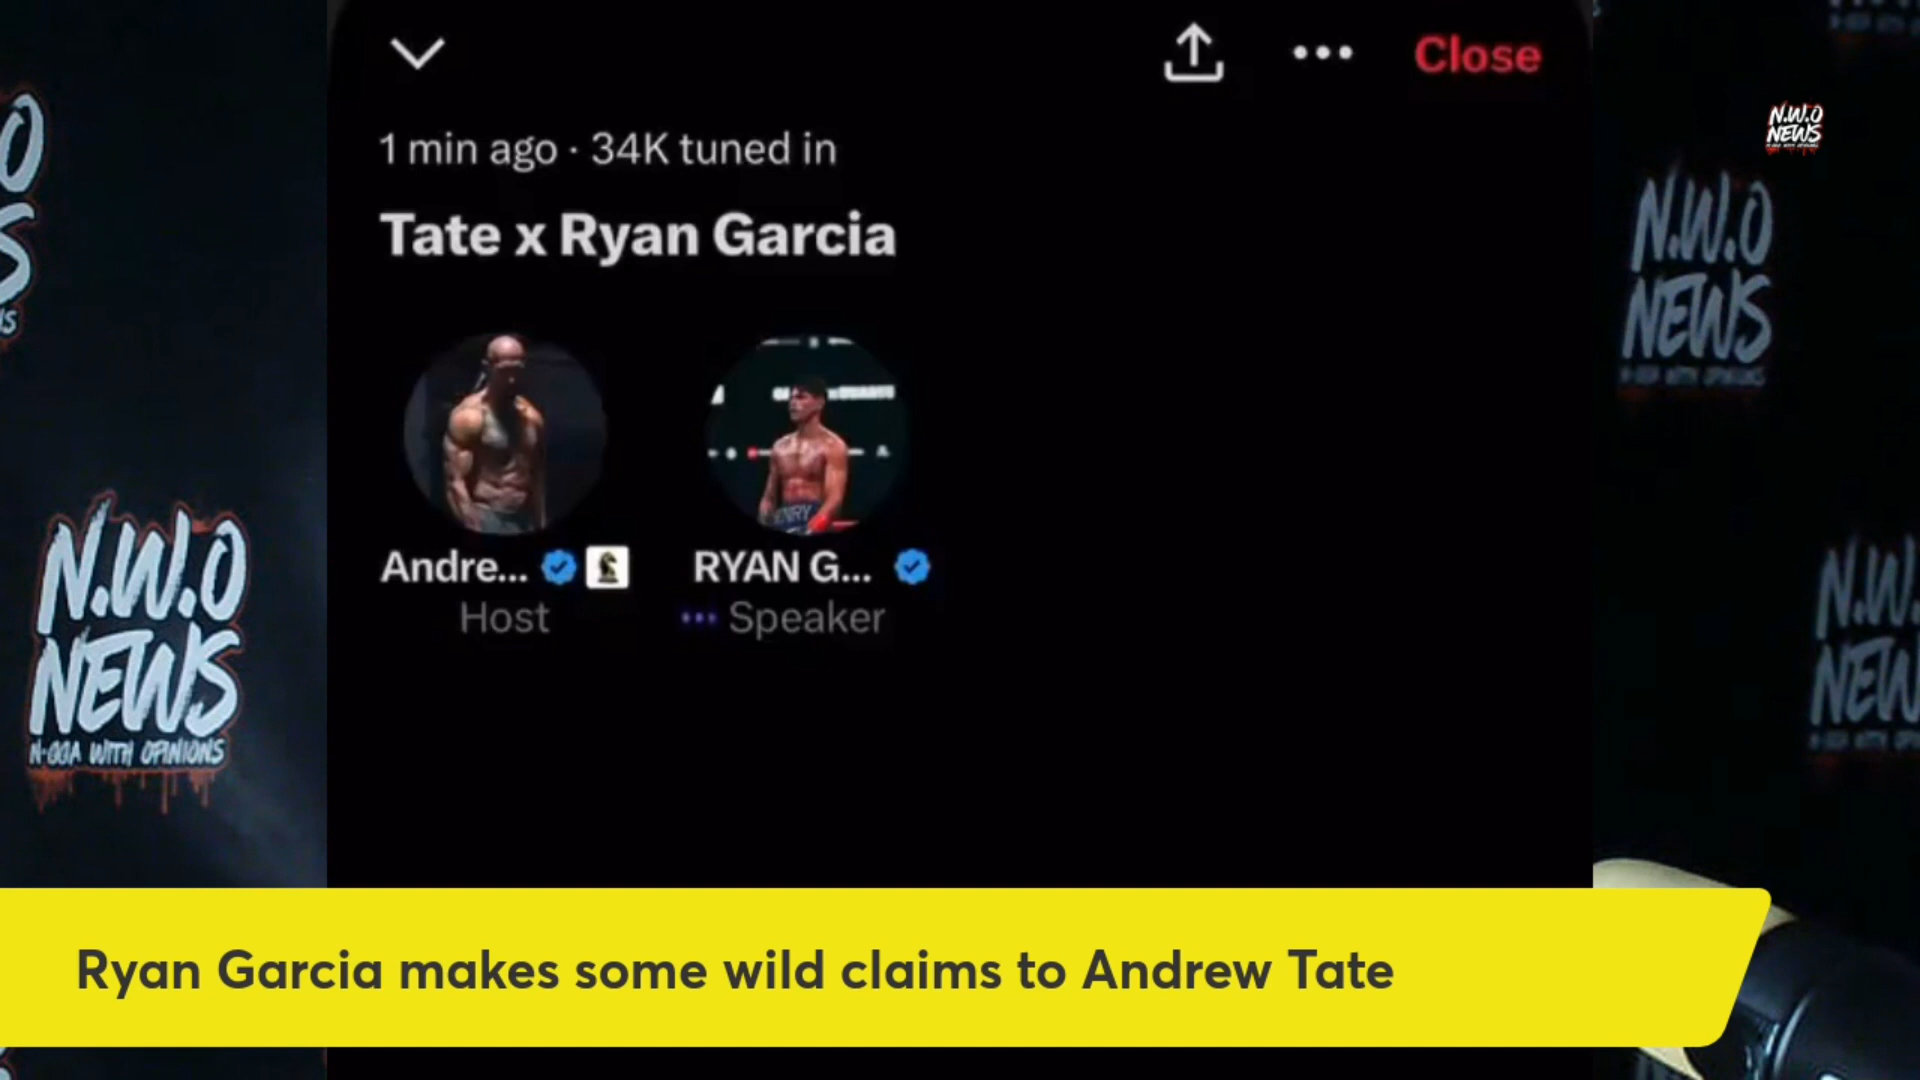 Close
1 min ago · 34K tuned in
Tate x Ryan Garcia
Andre...
RYAN G...
Host
••• Speaker
N.W.O
NEWS
N.W.O
NEWS
N.W.O
NEWS
N-GGA WITH OPINIONS
Ryan Garcia makes some wild claims to Andrew Tate